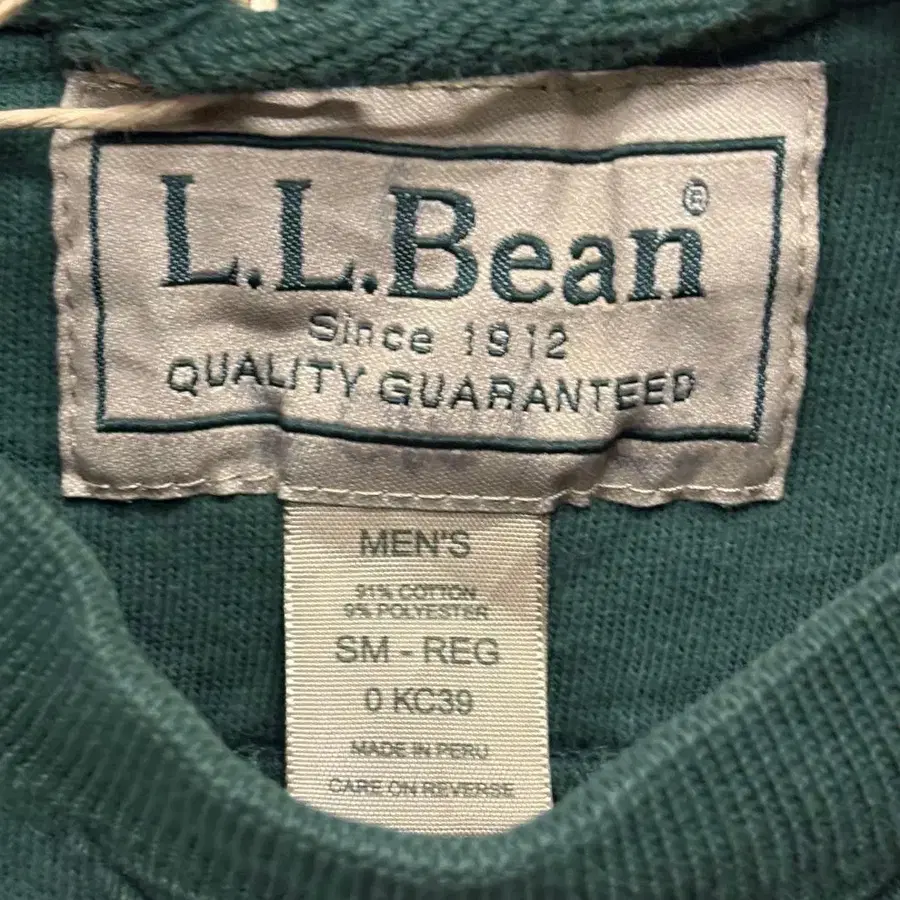 L.L.Bean®
Since 1912
QUALITY GUARANTEED
MEN'S
91% COTTON
9% POLYESTER
SM - REG
0 KC39
MADE IN PERU
CARE ON REVERSE